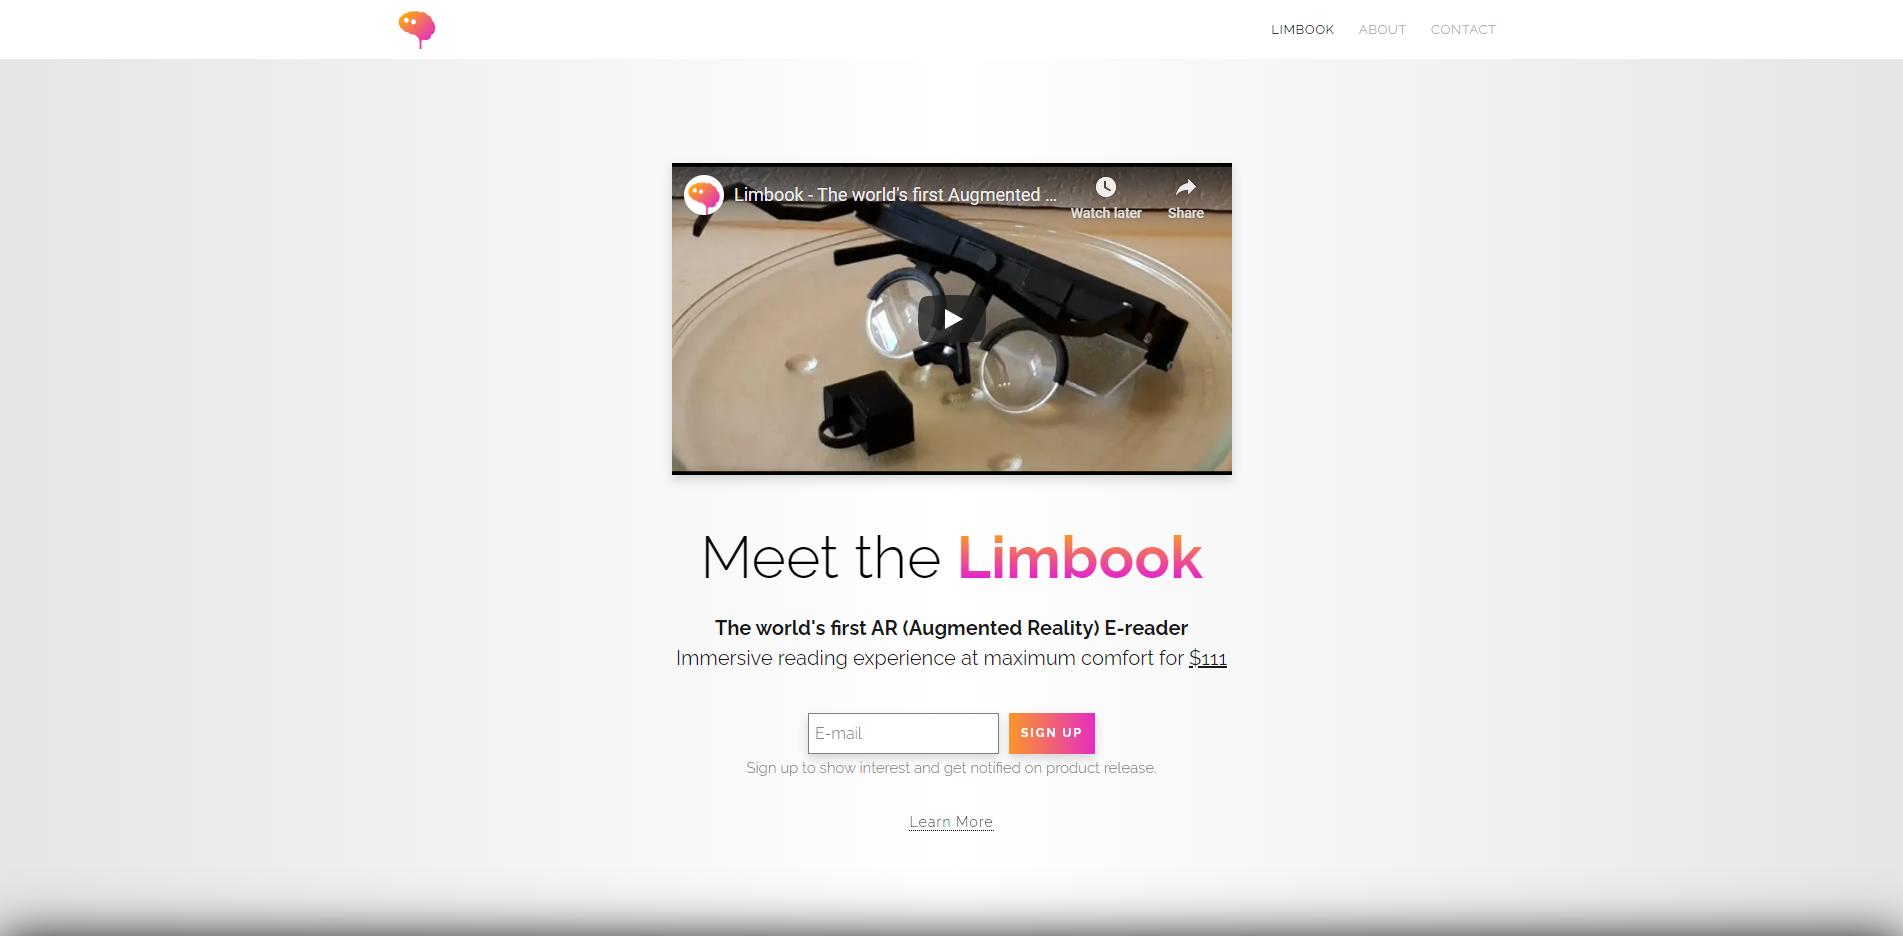 LIMBOOK ABOUT CONTACT
Limbook - The world's first Augmented ...
Watch later
Share
Meet the Limbook
The world's first AR (Augmented Reality) E-reader
Immersive reading experience at maximum comfort for $111
E-mail SIGN UP
Sign up to show interest and get notified on product release.
Learn More